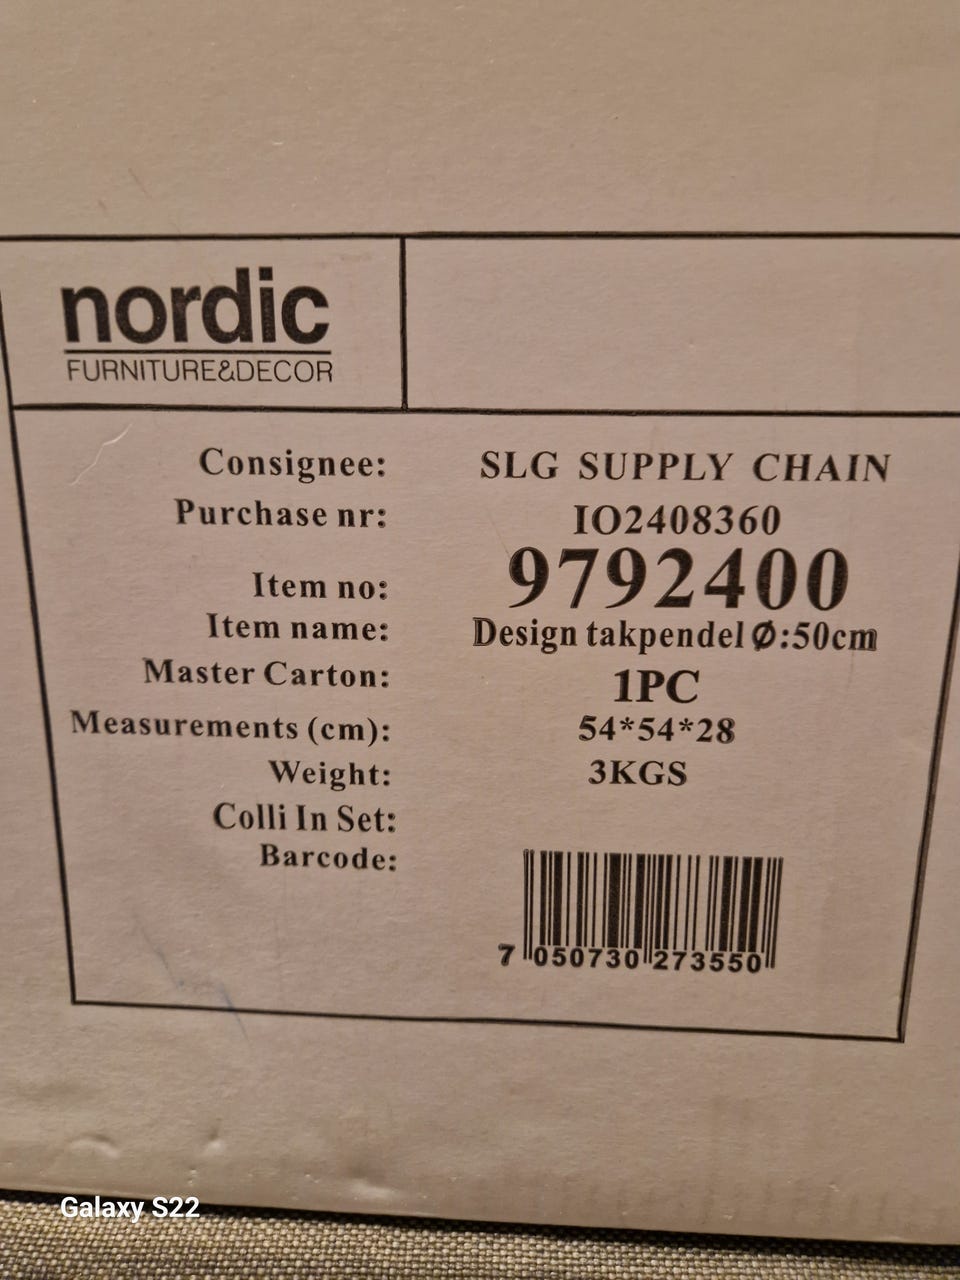 nordic
FURNITURE&DECOR
Consignee: SLG SUPPLY CHAIN
Purchase nr: IO2408360
Item no: 9792400
Item name: Design takpendel Ø:50cm
Master Carton: 1PC
Measurements (cm): 54*54*28
Weight: 3KGS
Colli In Set:
Barcode:
7 050730 273550
Galaxy S22